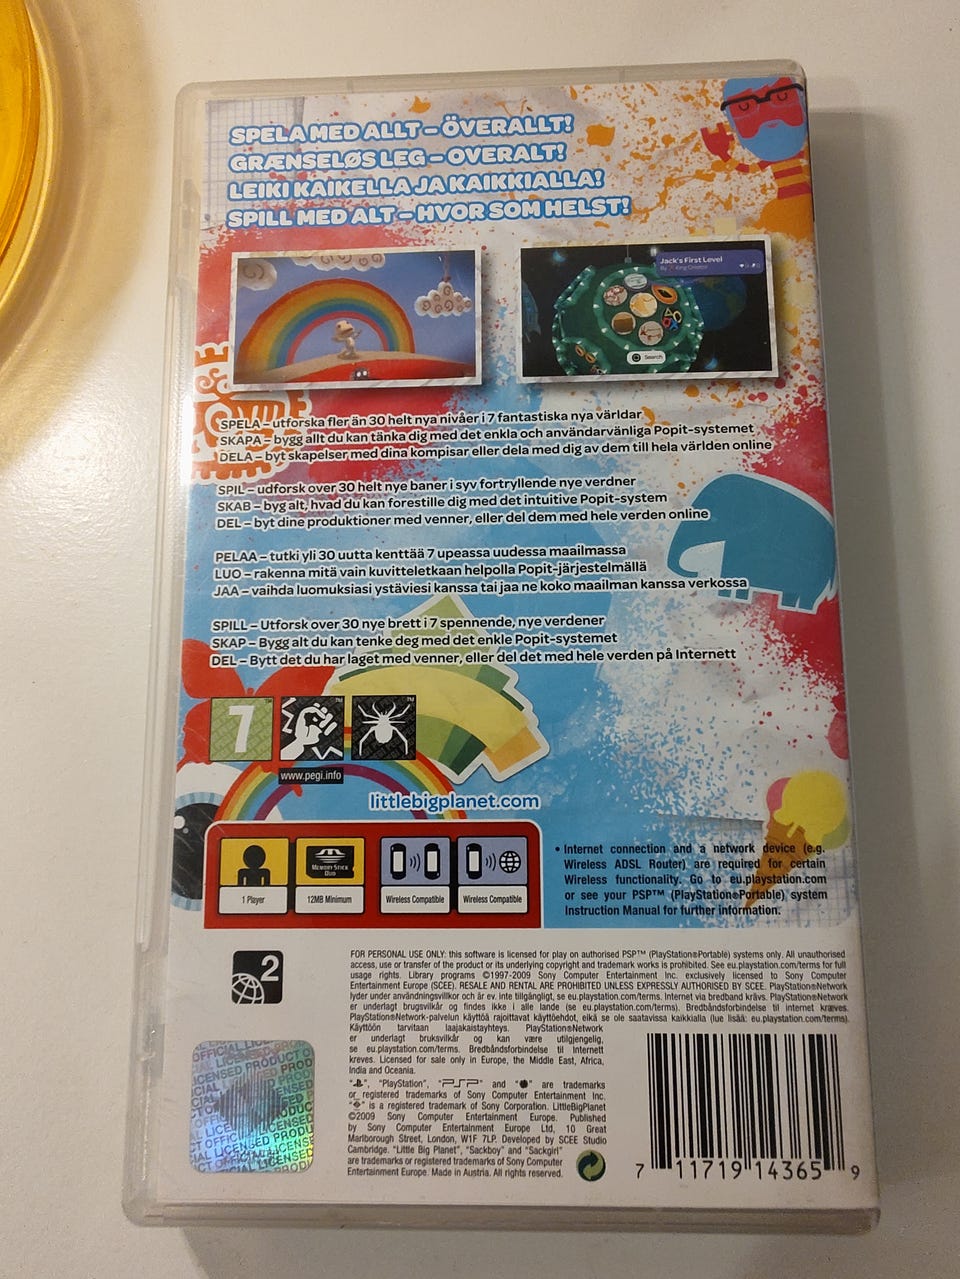 SPELA MED ALLT – ÖVERALLT!
GRÆNSELØS LEG – OVERALT!
LEIKI KAIKELLA JA KAIKKIALLA!
SPILL MED ALT – HVOR SOM HELST!
Jack's First Level
By King Creator
Search
SPELA – utforska fler än 30 helt nya nivåer i 7 fantastiska nya världar
SKAPA – bygg allt du kan tänka dig med det enkla och användarvänliga Popit-systemet
DELA – byt skapelser med dina kompisar eller dela med dig av dem till hela världen online
SPIL – udforsk over 30 helt nye baner i syv fortryllende nye verdner
SKAB – byg alt, hvad du kan forestille dig med det intuitive Popit-system
DEL – byt dine produktioner med venner, eller del dem med hele verden online
PELAA – tutki yli 30 uutta kenttää 7 upeassa uudessa maailmassa
LUO – rakenna mitä vain kuvitteletkaan helpolla Popit-järjestelmällä
JAA – vaihda luomuksiasi ystäviesi kanssa tai jaa ne koko maailman kanssa verkossa
SPILL – Utforsk over 30 nye brett i 7 spennende, nye verdener
SKAP – Bygg alt du kan tenke deg med det enkle Popit-systemet
DEL – Bytt det du har laget med venner, eller del det med hele verden på Internett
7
www.pegi.info
littlebigplanet.com
1 Player
MEMORY STICK
DUO
12MB Minimum
Wireless Compatible
Wireless Compatible
• Internet connection and a network device (e.g.
Wireless ADSL Router) are required for certain
Wireless functionality. Go to eu.playstation.com
or see your PSP™ (PlayStation®Portable) system
Instruction Manual for further information.
2
FOR PERSONAL USE ONLY: this software is licensed for play on authorised PSP™ (PlayStation®Portable) systems only. All unauthorised
access, use or transfer of the product or its underlying copyright and trademark works is prohibited. See eu.playstation.com/terms for full
usage rights. Library programs ©1997-2009 Sony Computer Entertainment Inc. exclusively licensed to Sony Computer
Entertainment Europe (SCEE). RESALE AND RENTAL ARE PROHIBITED UNLESS EXPRESSLY AUTHORISED BY SCEE. PlayStation®Network
lyder under användningsvillkor och är ev. inte tillgängligt, se eu.playstation.com/terms. Internet via bredband krävs. PlayStation®Network
er underlagt brugsvilkår og findes ikke i alle lande (se eu.playstation.com/terms). Bredbåndsforbindelse til internet kræves.
PlayStation®Network-palvelun käyttöä rajoittavat käyttöehdot, eikä se ole saatavissa kaikkialla (lue lisää: eu.playstation.com/terms).
Käyttöön tarvitaan laajakaistayhteys. PlayStation®Network
er underlagt bruksvilkår og kan være utilgjengelig,
se eu.playstation.com/terms. Bredbåndsforbindelse til Internett
kreves. Licensed for sale only in Europe, the Middle East, Africa,
India and Oceania.
" ", "PlayStation", "PSP" and " " are trademarks
or registered trademarks of Sony Computer Entertainment Inc.
" " is a registered trademark of Sony Corporation. LittleBigPlanet
©2009 Sony Computer Entertainment Europe. Published
by Sony Computer Entertainment Europe Ltd, 10 Great
Marlborough Street, London, W1F 7LP. Developed by SCEE Studio
Cambridge. "Little Big Planet", "Sackboy" and "Sackgirl"
are trademarks or registered trademarks of Sony Computer
Entertainment Europe. Made in Austria. All rights reserved.
OFFICIAL LICENSED PRODUCT
7 11719 14365 9